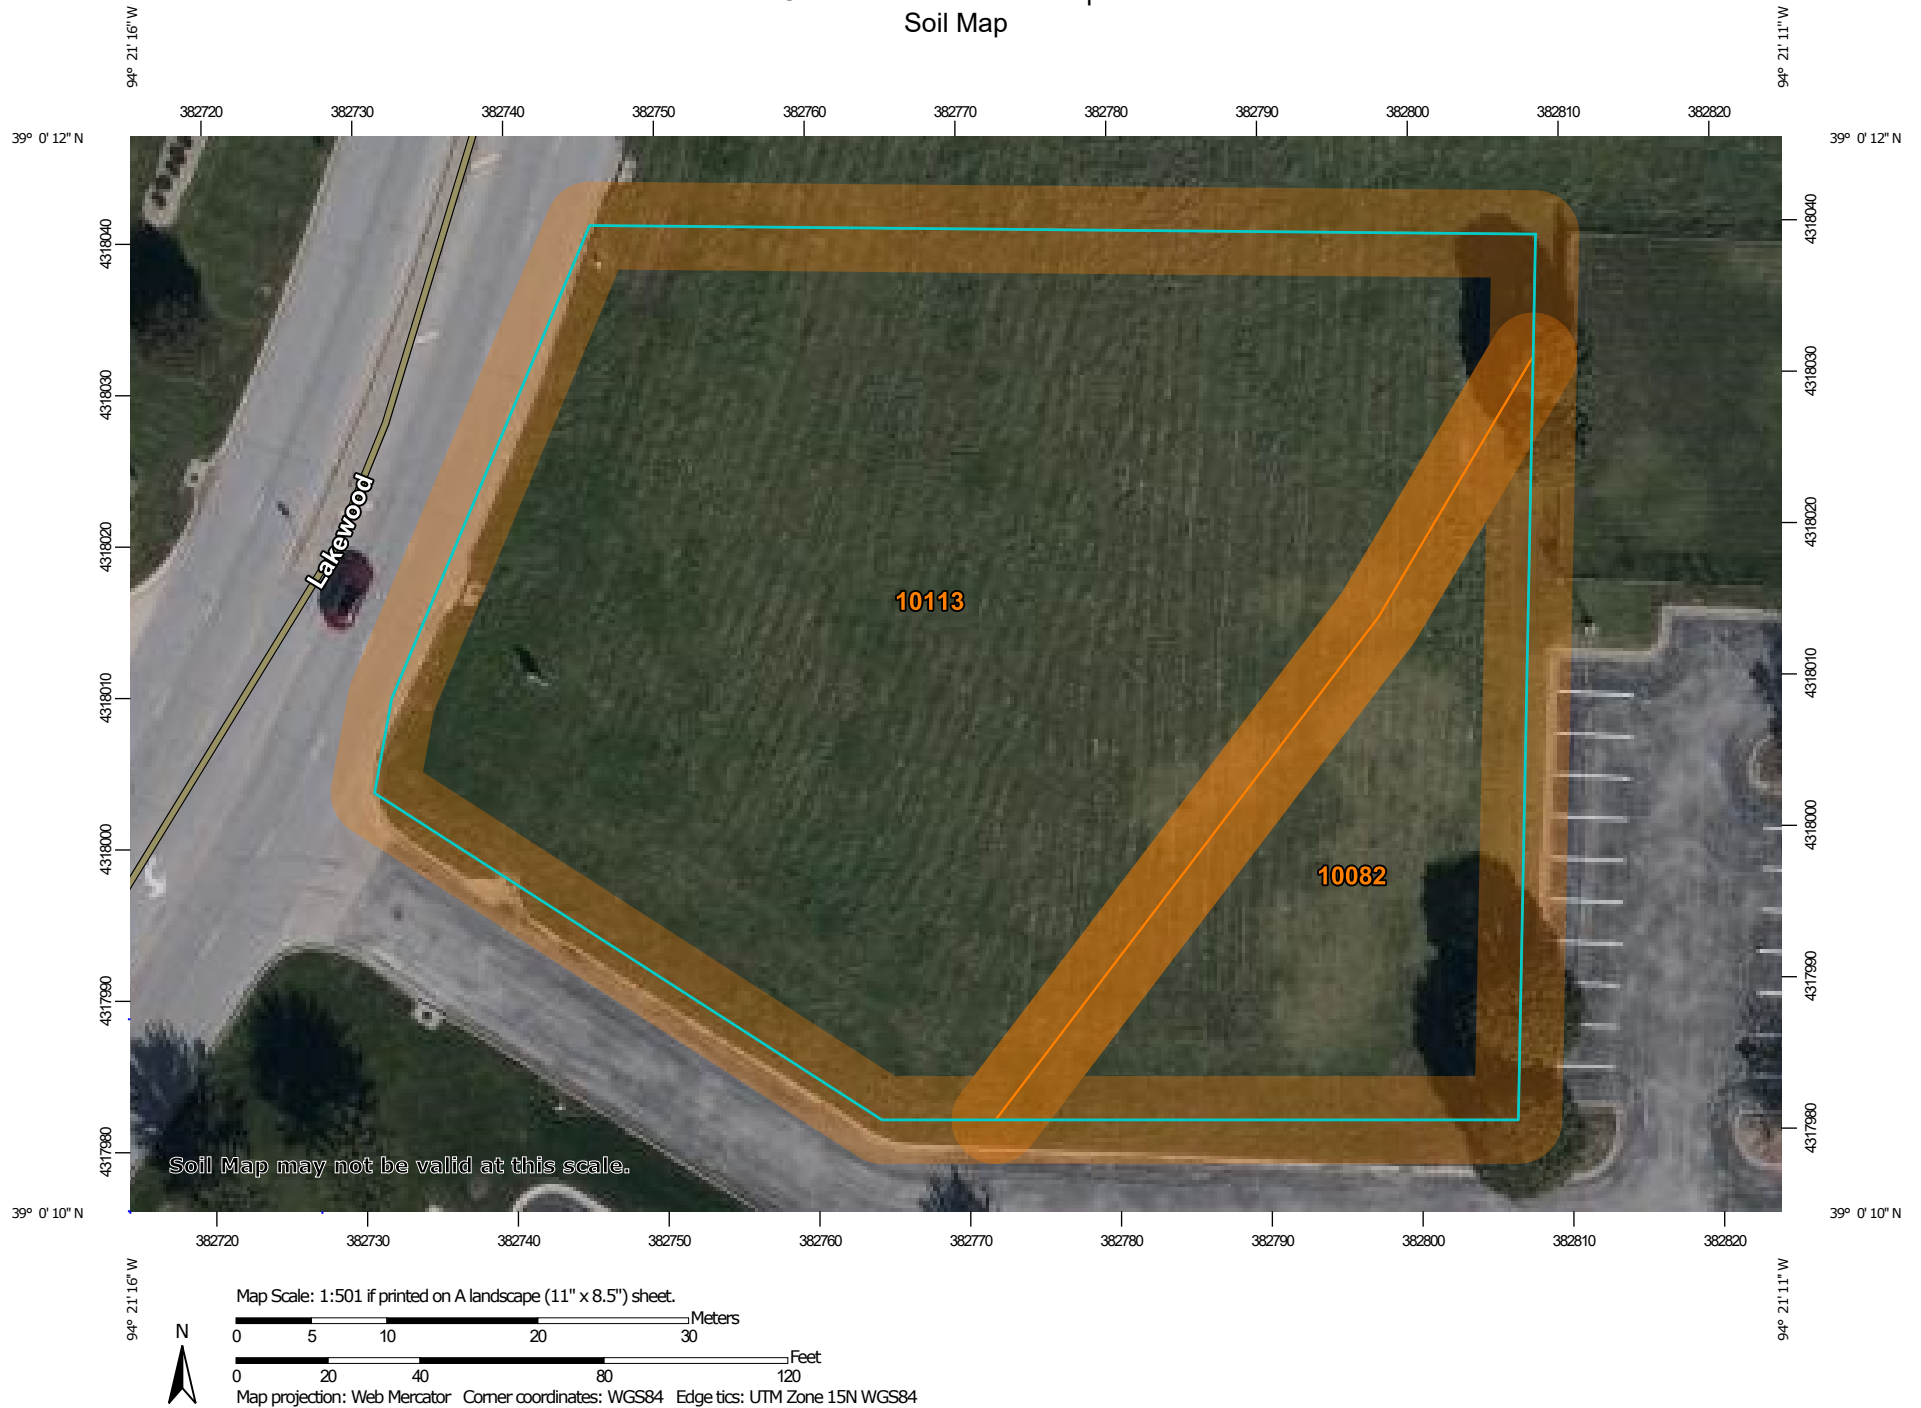 Soil Map
94° 21' 16" W
94° 21' 11" W
382720 382730 382740 382750 382760 382770 382780 382790 382800 382810 382820
39° 0' 12" N
39° 0' 12" N
4318040
4318040
4318030
4318030
4318020
4318020
Lakewood
10113
4318010
4318010
4318000
4318000
10082
4317990
4317990
4317980
4317980
Soil Map may not be valid at this scale.
39° 0' 10" N
39° 0' 10" N
382720 382730 382740 382750 382760 382770 382780 382790 382800 382810 382820
94° 21' 16" W
94° 21' 11" W
Map Scale: 1:501 if printed on A landscape (11" x 8.5") sheet.
Meters
0 5 10 20 30
N
Feet
0 20 40 80 120
Map projection: Web Mercator Corner coordinates: WGS84 Edge tics: UTM Zone 15N WGS84